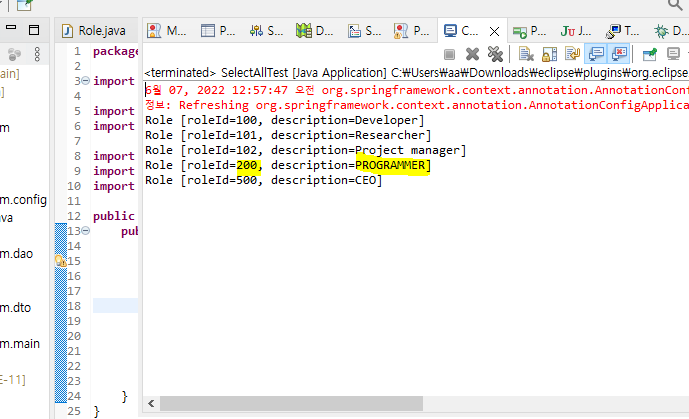 Role.java
M...
P...
Se...
D...
S...
P...
C...
P...
Ju J...
T...
D
main]
]
m
m.config
va
m.dao
m.dto
m.main
E-11]
1 package
2
3 import
4
5 import
6 import
7
8 import
9 import
10 import
11
12 public
13 pu
14
15
16
17
18
19
20
21
22
23
24 }
25 }
<terminated> SelectAllTest [Java Application] C:₩Users₩aa₩Downloads₩eclipse₩plugins₩org.eclipse
6월 07, 2022 12:57:47 오전 org.springframework.context.annotation.AnnotationConf
정보: Refreshing org.springframework.context.annotation.AnnotationConfigApplica
Role [roleId=100, description=Developer]
Role [roleId=101, description=Researcher]
Role [roleId=102, description=Project manager]
Role [roleId=200, description=PROGRAMMER]
Role [roleId=500, description=CEO]